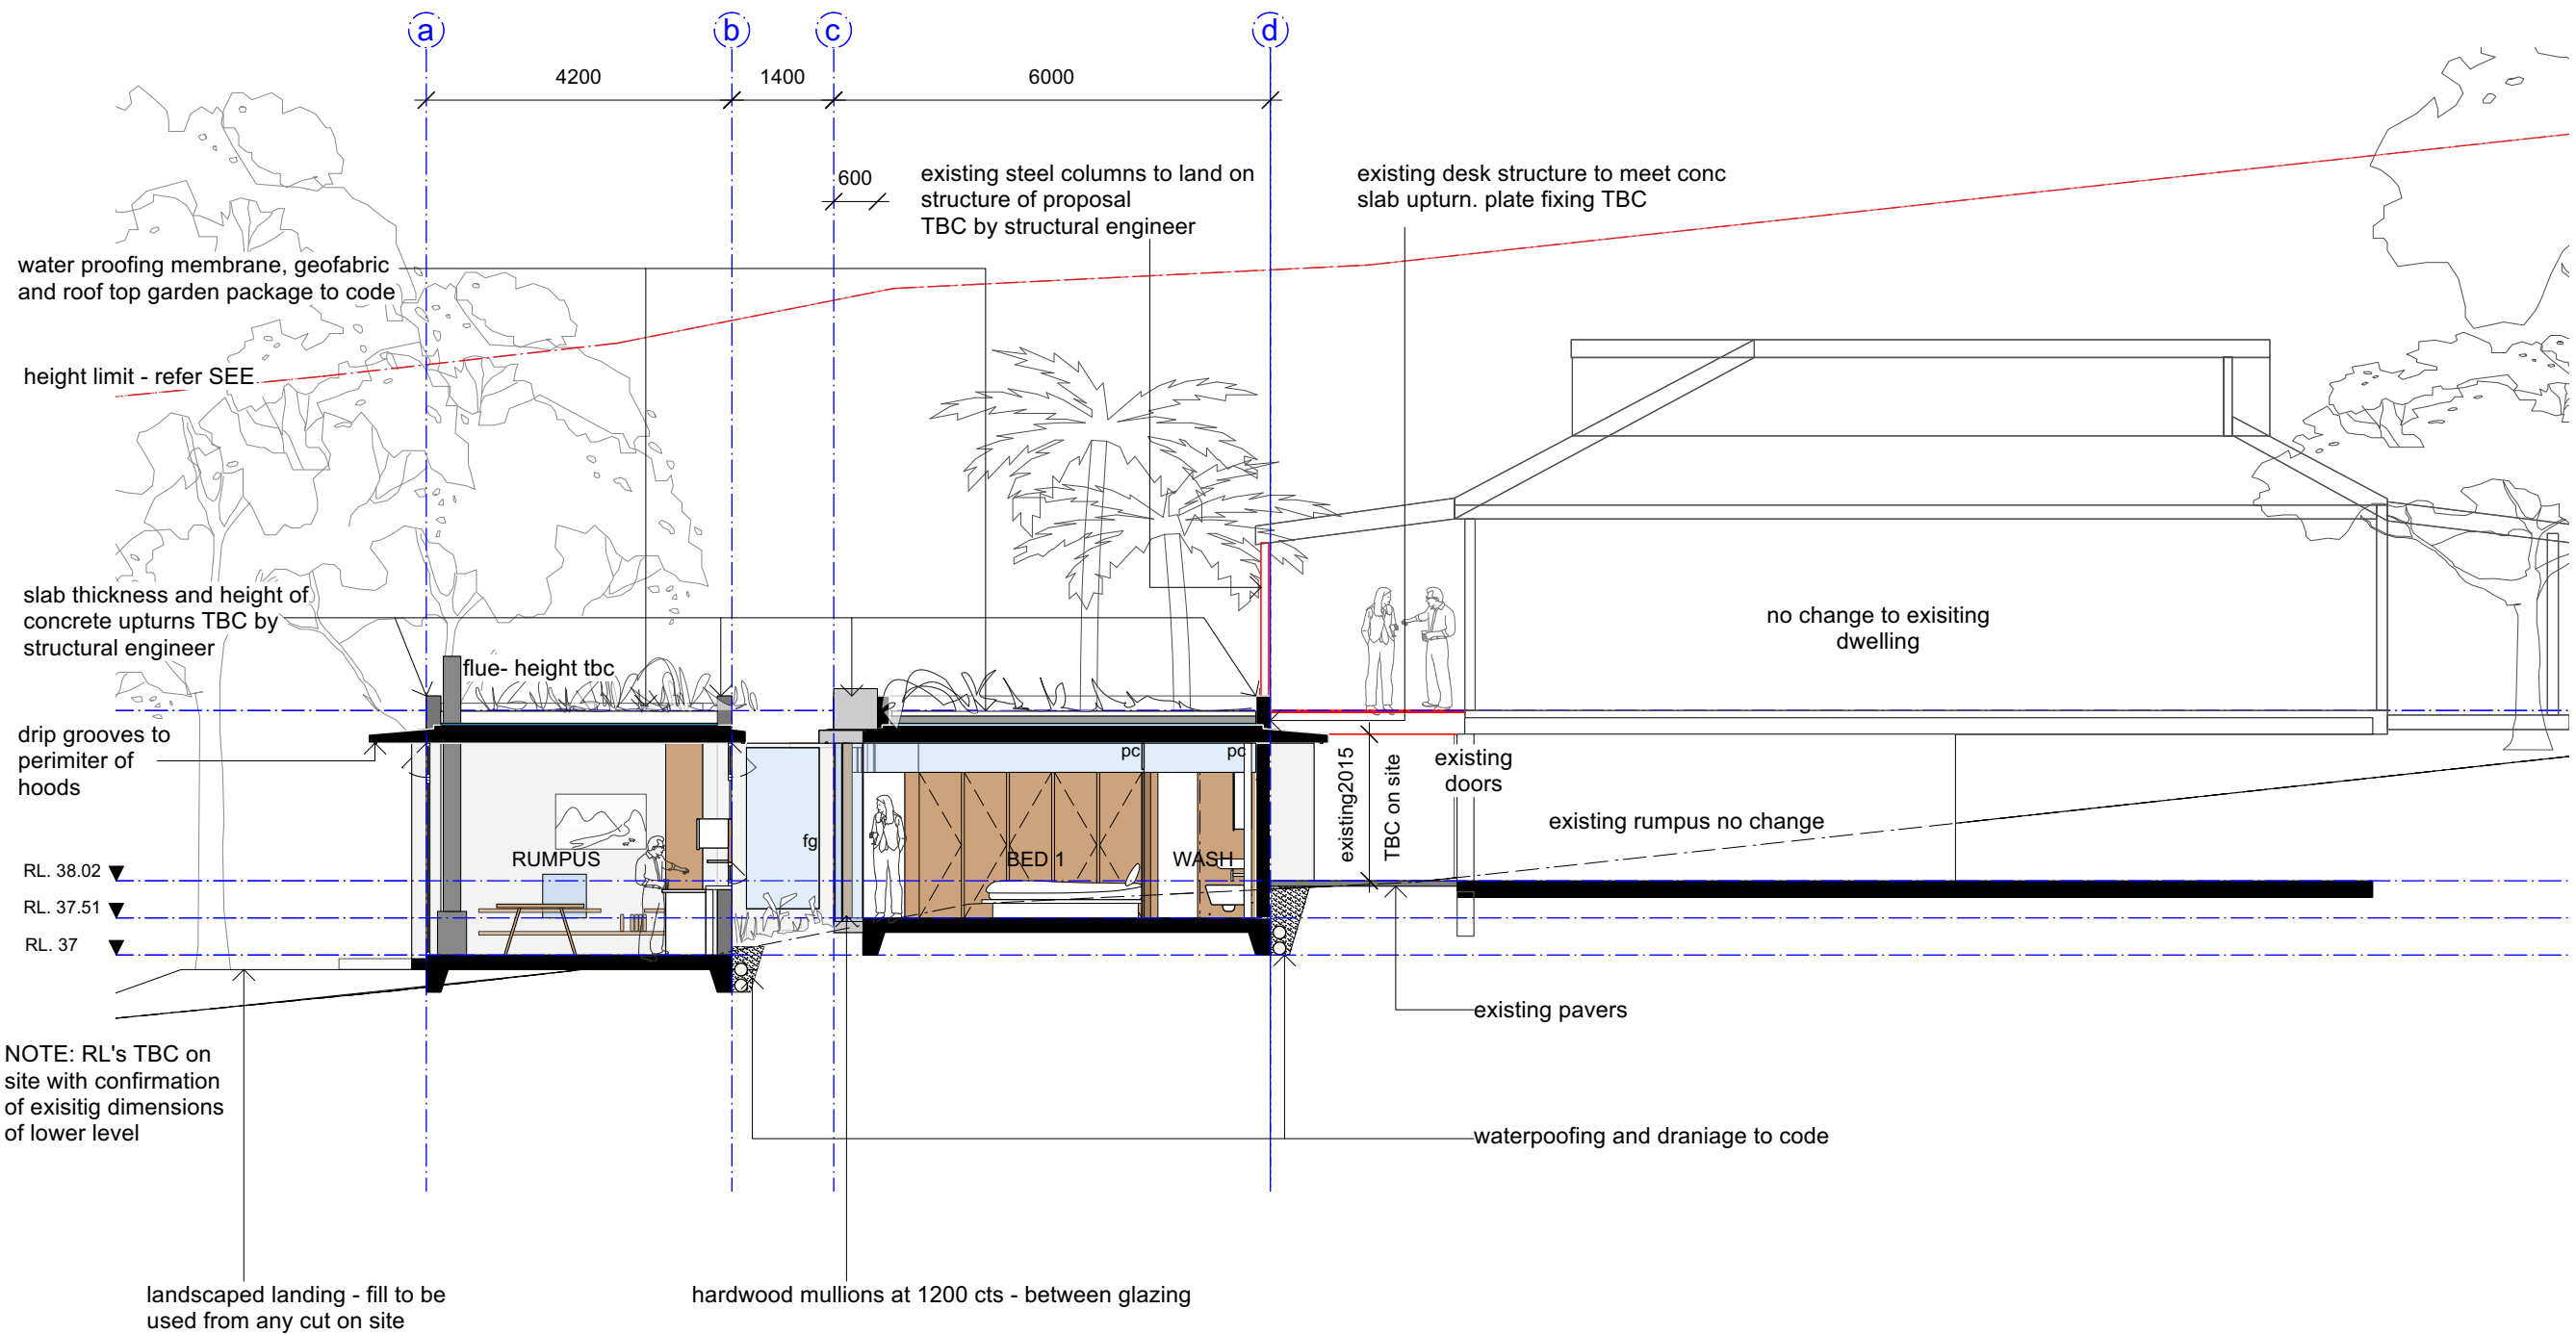 a
b
c
d
4200
1400
6000
600
existing steel columns to land on
structure of proposal
TBC by structural engineer
existing desk structure to meet conc
slab upturn. plate fixing TBC
water proofing membrane, geofabric
and roof top garden package to code
height limit - refer SEE
slab thickness and height of
concrete upturns TBC by
structural engineer
no change to exisiting
dwelling
flue- height tbc
drip grooves to
perimiter of
hoods
pc
pc
existing2015
TBC on site
existing
doors
fg
existing rumpus no change
RUMPUS
BED 1
WASH
RL. 38.02
RL. 37.51
RL. 37
existing pavers
NOTE: RL's TBC on
site with confirmation
of exisitig dimensions
of lower level
waterpoofing and draniage to code
landscaped landing - fill to be
used from any cut on site
hardwood mullions at 1200 cts - between glazing